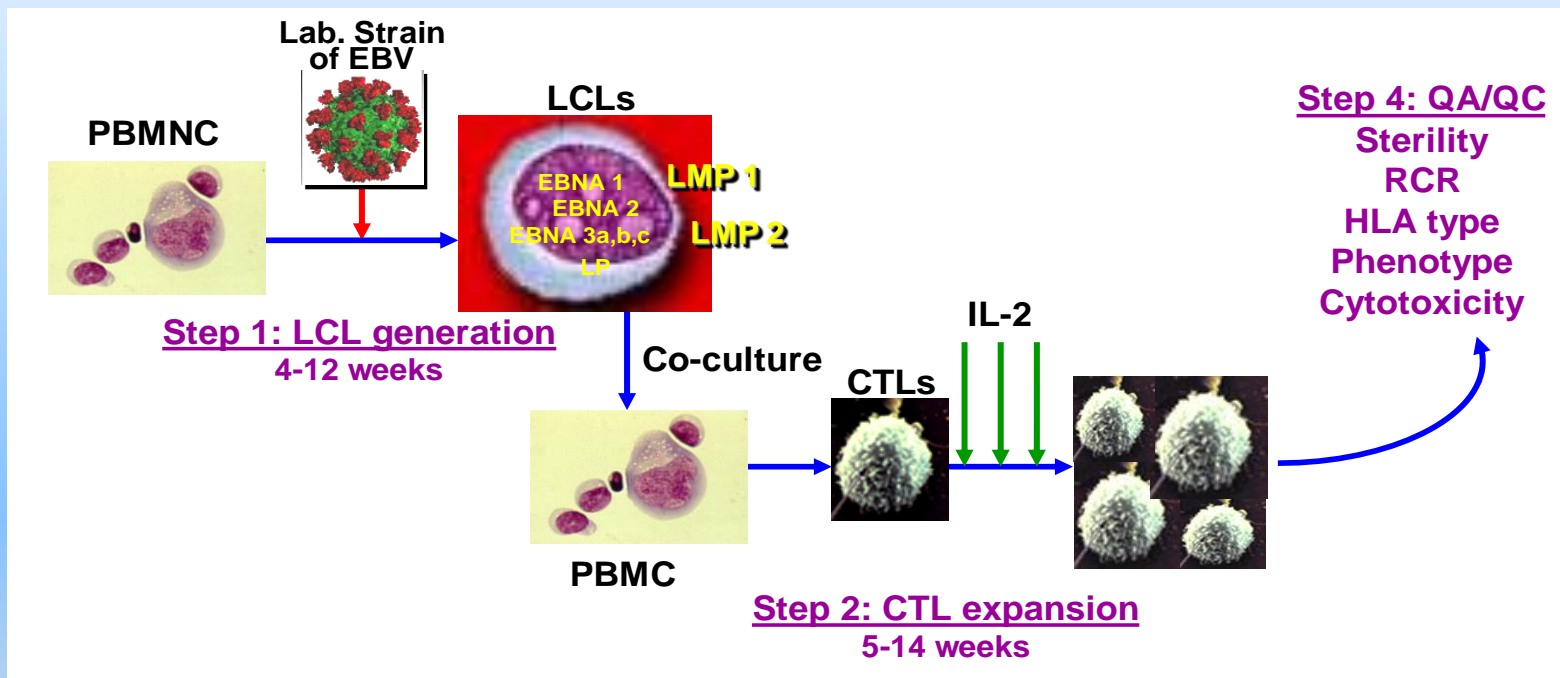 Lab. Strain
of EBV
PBMNC
LCLs
EBNA 1
EBNA 2
EBNA 3a,b,c
LP
LMP 1
LMP 2
Step 1: LCL generation
4-12 weeks
Co-culture
PBMC
CTLs
IL-2
Step 2: CTL expansion
5-14 weeks
Step 4: QA/QC
Sterility
RCR
HLA type
Phenotype
Cytotoxicity